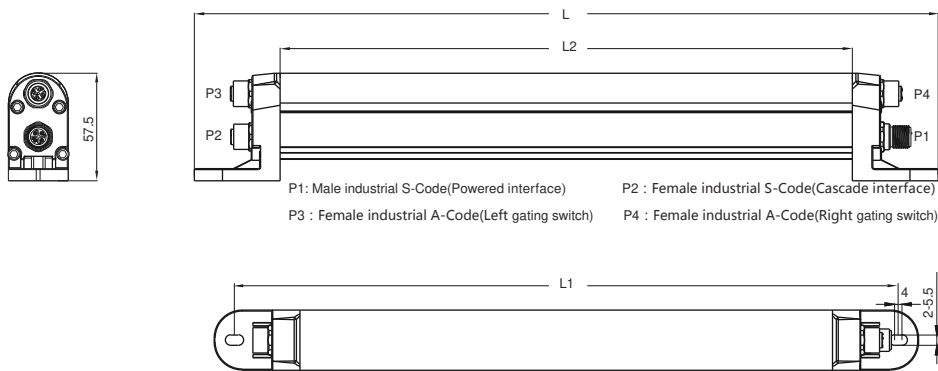 L
L2
P3
P4
57.5
P2
P1
P1: Male industrial S-Code(Powered interface)
P2 : Female industrial S-Code(Cascade interface)
P3 : Female industrial A-Code(Left gating switch)
P4 : Female industrial A-Code(Right gating switch)
L1
4
2-5.5